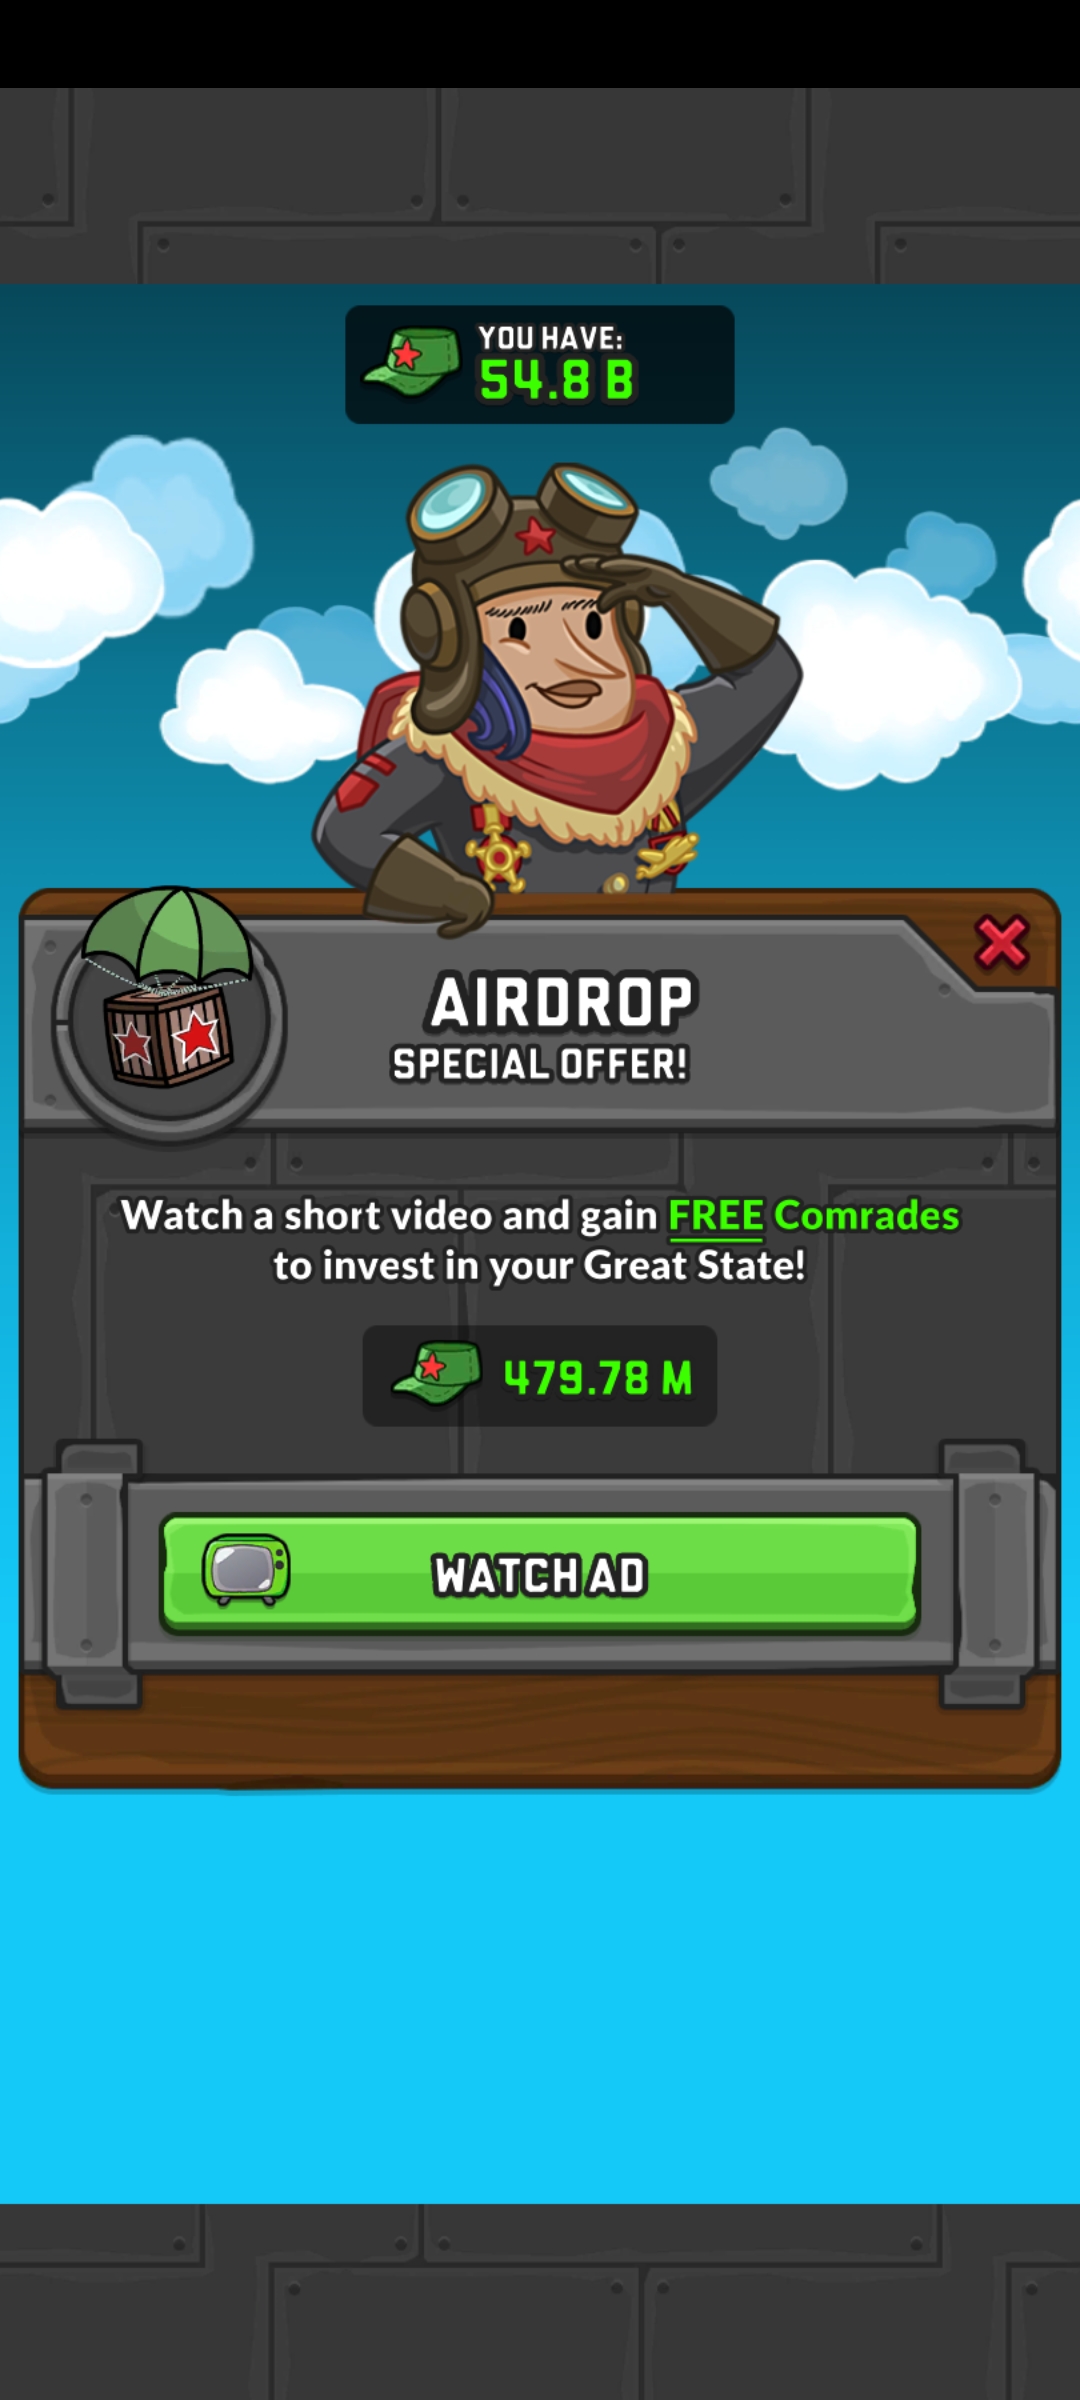 YOU HAVE:
54.8 B
AIRDROP
SPECIAL OFFER!
Watch a short video and gain FREE Comrades
to invest in your Great State!
479.78 M
WATCH AD